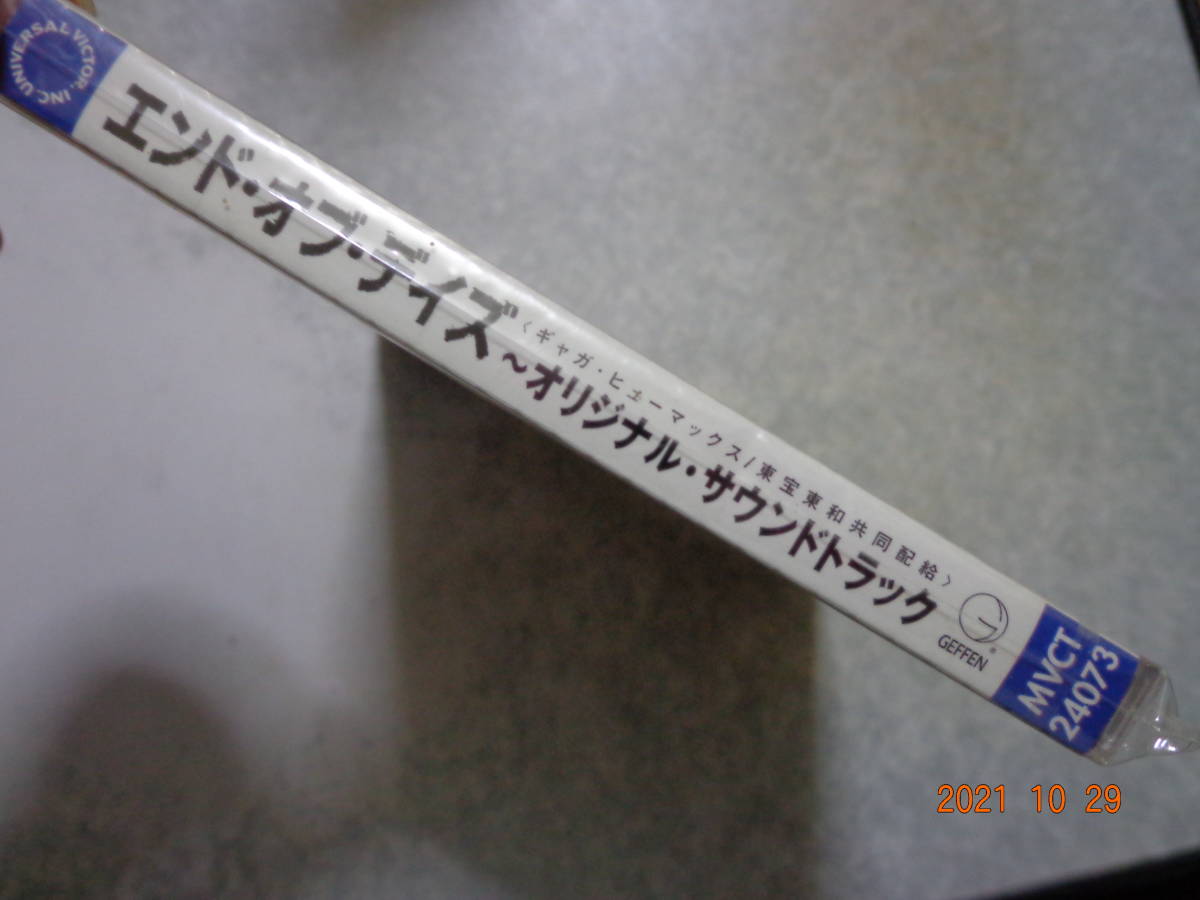 UNIVERSAL VICTOR, INC
エンド・オブ・デイズ
〈ギャガ・ヒューマックス/東宝東和共同配給〉
~オリジナル・サウンドトラック
GEFFEN
MVCT
24073
2021 10 29